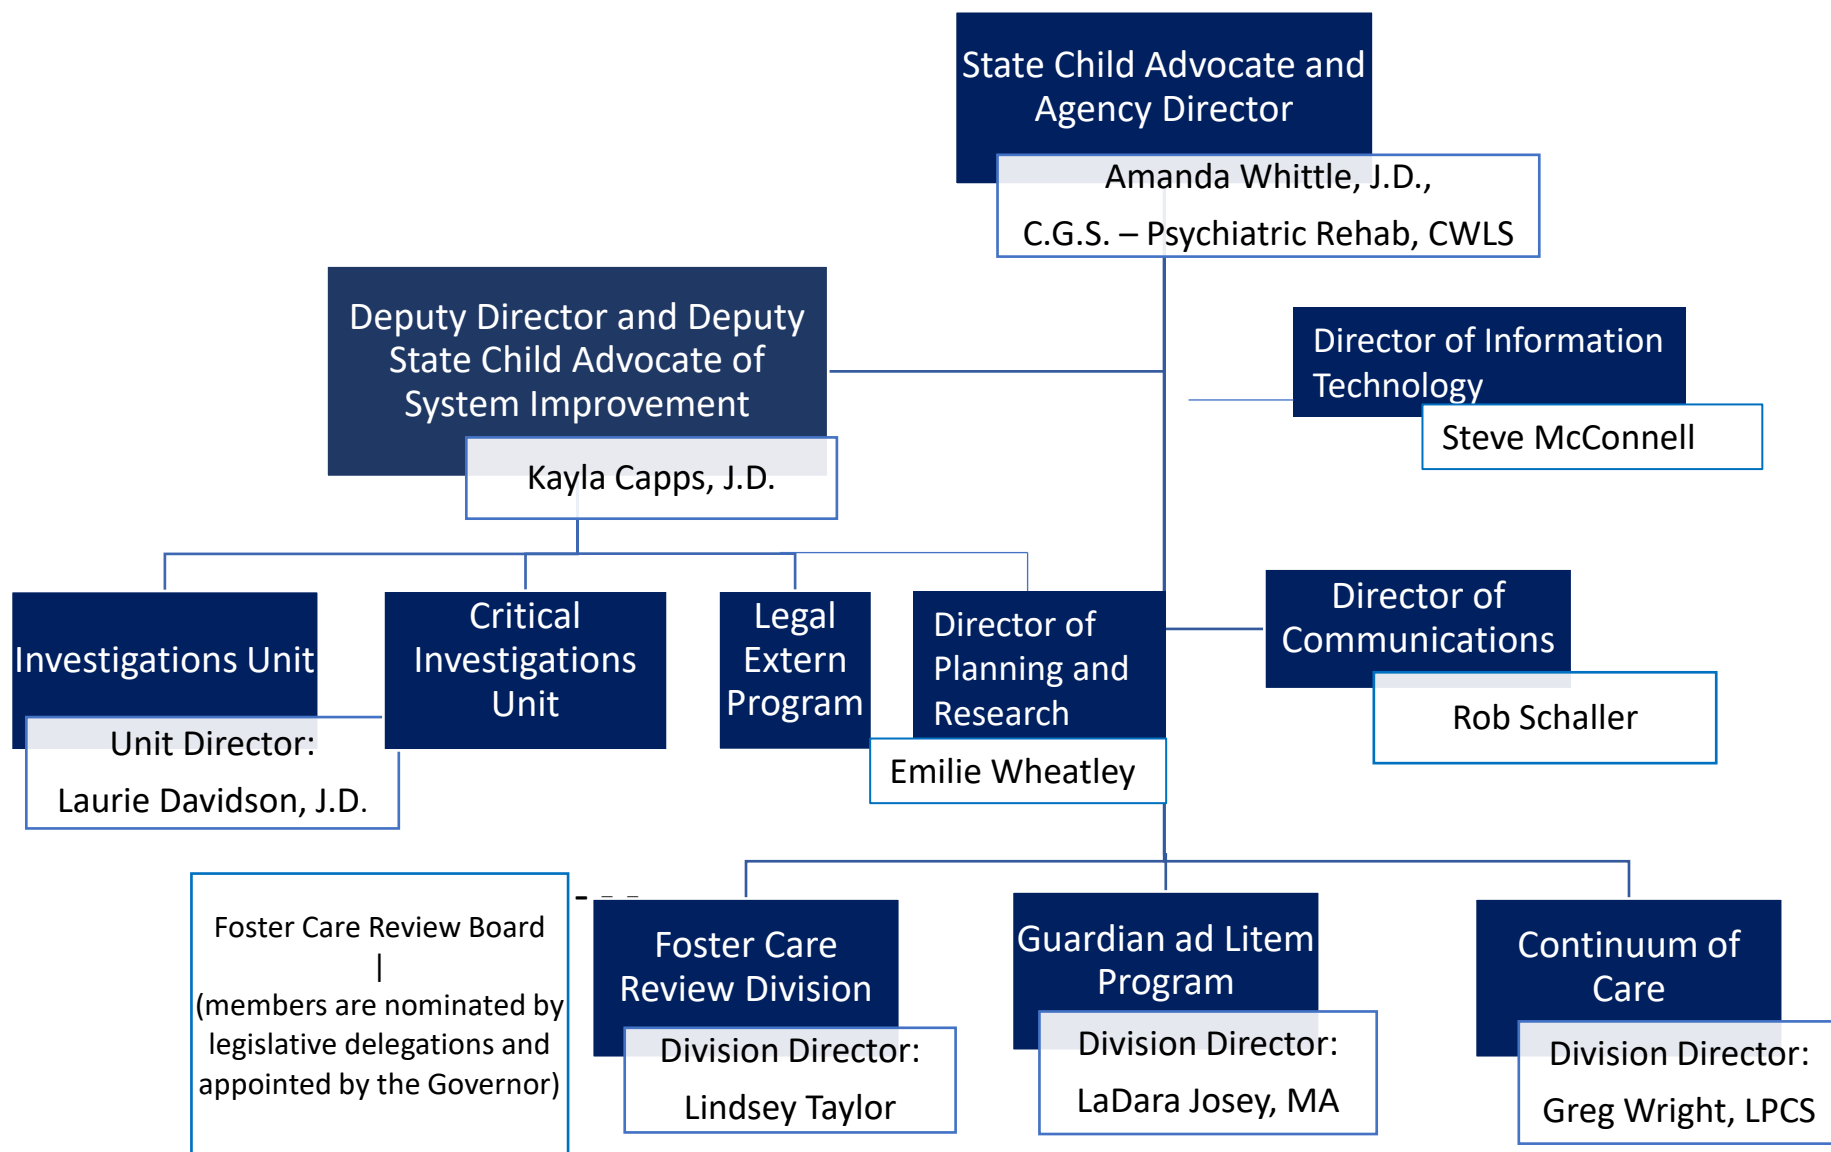 State Child Advocate and
Agency Director
Amanda Whittle, J.D.,
C.G.S. – Psychiatric Rehab, CWLS
Deputy Director and Deputy
State Child Advocate of
System Improvement
Kayla Capps, J.D.
Director of Information
Technology
Steve McConnell
Investigations Unit
Unit Director:
Laurie Davidson, J.D.
Critical
Investigations
Unit
Legal
Extern
Program
Director of
Planning and
Research
Emilie Wheatley
Director of
Communications
Rob Schaller
Foster Care Review Board
|
(members are nominated by
legislative delegations and
appointed by the Governor)
Foster Care
Review Division
Division Director:
Lindsey Taylor
Guardian ad Litem
Program
Division Director:
LaDara Josey, MA
Continuum of
Care
Division Director:
Greg Wright, LPCS